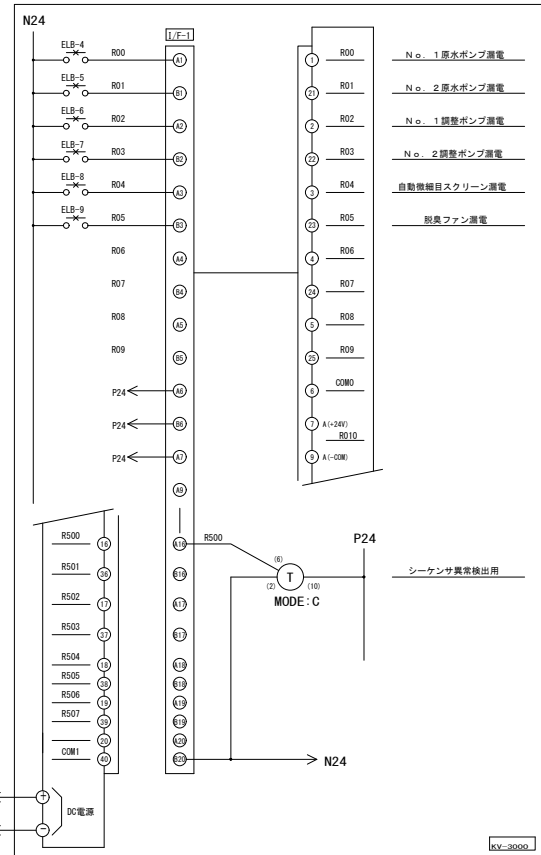 N24
I/F-1
ELB-4 R00 A1 1 R00 No. 1原水ポンプ漏電
ELB-5 R01 B1 21 R01 No. 2原水ポンプ漏電
ELB-6 R02 A2 2 R02 No. 1調整ポンプ漏電
ELB-7 R03 B2 22 R03 No. 2調整ポンプ漏電
ELB-8 R04 A3 3 R04 自動微細目スクリーン漏電
ELB-9 R05 B3 23 R05 脱臭ファン漏電
R06 A4 4 R06
R07 B4 24 R07
R08 A5 5 R08
R09 B5 25 R09
P24 A6 6 COM0
P24 B6 7 A(+24V)
R010
P24 A7 9 A(-COM)
A9
R500 16 A16 R500 P24
R501 36 B16 (6) (2) T (10) シーケンサ異常検出用
MODE:C
R502 17 A17
R503 37 B17
R504 18 A18
R505 38 B18
R506 19 A19
R507 39 B19
20 A20
COM1 40 B20 N24
+ DC電源
−
KV-3000